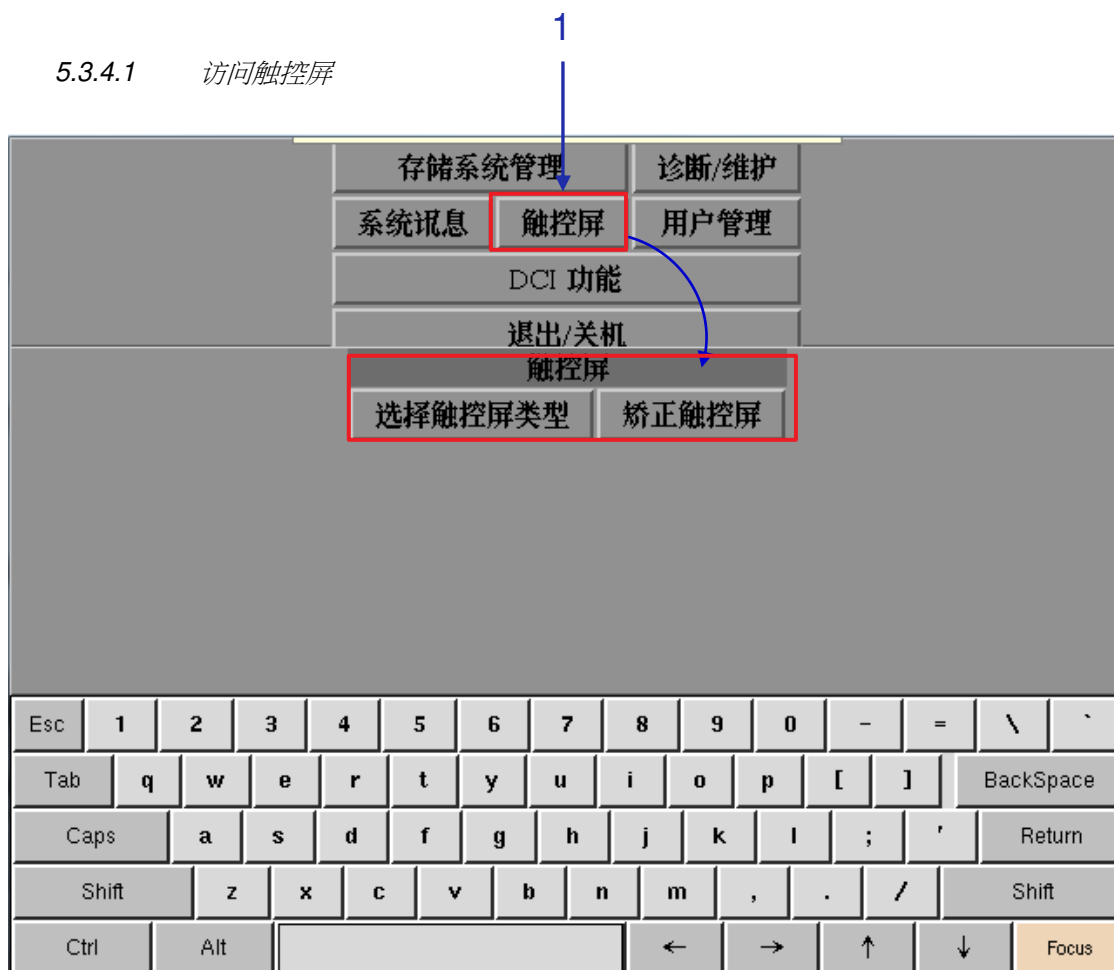 1
5.3.4.1 访问触控屏
存储系统管理 诊断/维护
系统讯息 触控屏 用户管理
DCI 功能
退出/关机
触控屏
选择触控屏类型 矫正触控屏
Esc 1 2 3 4 5 6 7 8 9 0 - = \ `
Tab q w e r t y u i o p [ ] BackSpace
Caps a s d f g h j k l ; ' Return
Shift z x c v b n m , . / Shift
Ctrl Alt ← → ↑ ↓ Focus